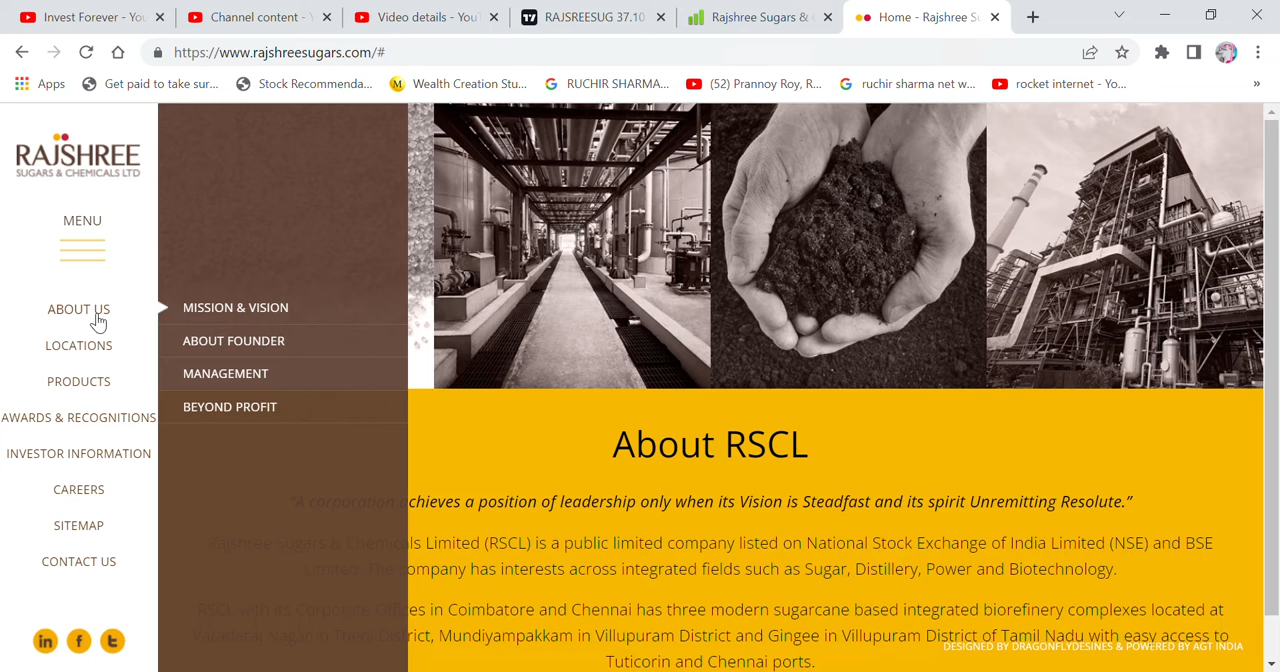 Invest Forever - Yo
Channel content - 
Video details - You
RAJSREESUG 37.10
Rajshree Sugars & 
Home - Rajshree S
https://www.rajshreesugars.com/#
Apps
Get paid to take sur...
Stock Recommenda...
M
Wealth Creation Stu...
RUCHIR SHARMA...
(52) Prannoy Roy, R...
ruchir sharma net w...
rocket internet - Yo...
»
RAJSHREE
SUGARS & CHEMICALS LTD
MENU
ABOUT US
LOCATIONS
PRODUCTS
AWARDS & RECOGNITIONS
INVESTOR INFORMATION
CAREERS
SITEMAP
CONTACT US
MISSION & VISION
ABOUT FOUNDER
MANAGEMENT
BEYOND PROFIT
About RSCL
“A corporation achieves a position of leadership only when its Vision is Steadfast and its spirit Unremitting Resolute.”
Rajshree Sugars & Chemicals Limited (RSCL) is a public limited company listed on National Stock Exchange of India Limited (NSE) and BSE
Limited. The company has interests across integrated fields such as Sugar, Distillery, Power and Biotechnology.
RSCL with its Corporate Offices in Coimbatore and Chennai has three modern sugarcane based integrated biorefinery complexes located at
Varadaraj Nagar in Theni District, Mundiyampakkam in Villupuram District and Gingee in Villupuram District of Tamil Nadu with easy access to
Tuticorin and Chennai ports.
DESIGNED BY DRAGONFLYDESINES & POWERED BY AGT INDIA